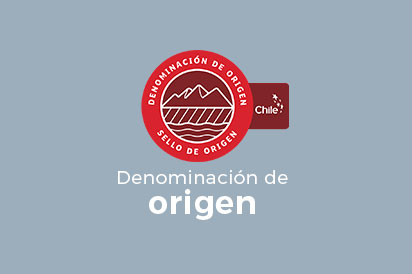 DENOMINACIÓN DE ORIGEN
Chile
SELLO DE ORIGEN
Denominación de
origen